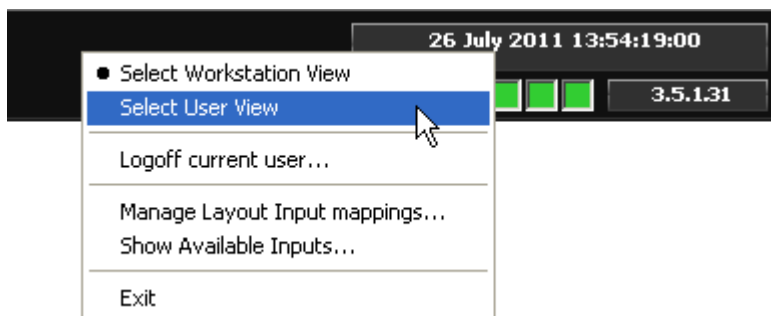 26 July 2011 13:54:19:00
Select Workstation View
Select User View
3.5.1.31
Logoff current user...
Manage Layout Input mappings...
Show Available Inputs...
Exit